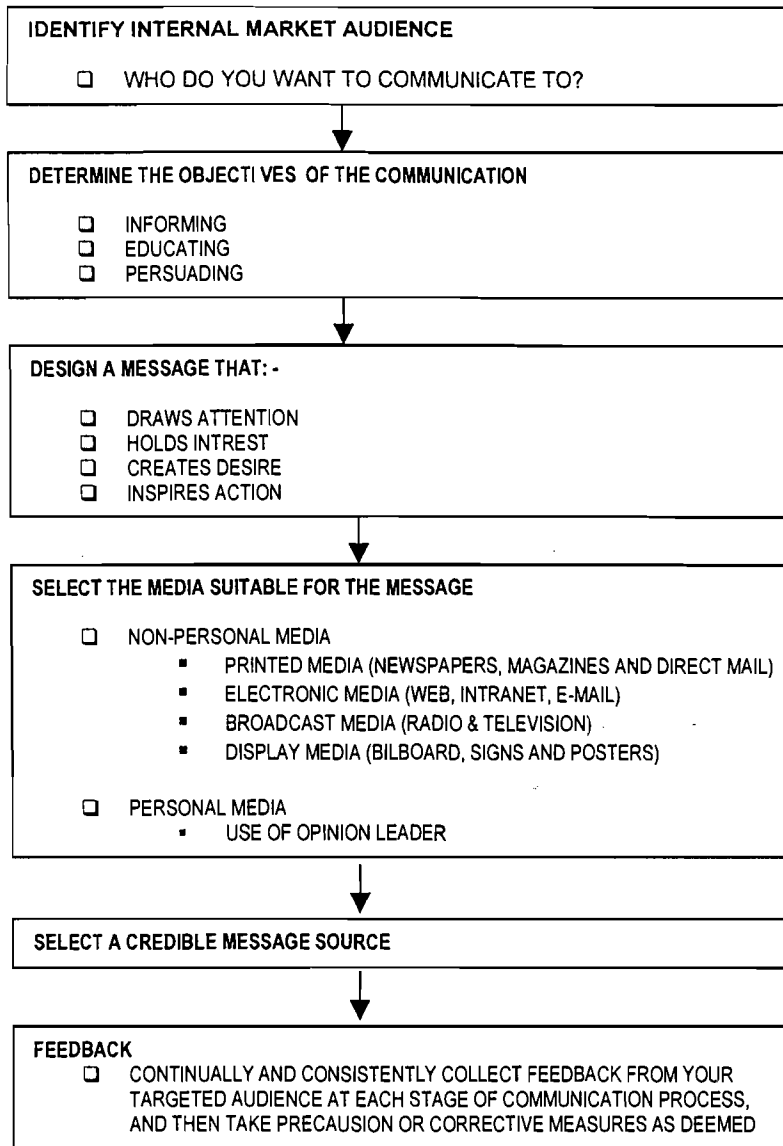 IDENTIFY INTERNAL MARKET AUDIENCE
❑ WHO DO YOU WANT TO COMMUNICATE TO?
DETERMINE THE OBJECTIVES OF THE COMMUNICATION
❑ INFORMING
❑ EDUCATING
❑ PERSUADING
DESIGN A MESSAGE THAT: -
❑ DRAWS ATTENTION
❑ HOLDS INTREST
❑ CREATES DESIRE
❑ INSPIRES ACTION
SELECT THE MEDIA SUITABLE FOR THE MESSAGE
❑ NON-PERSONAL MEDIA
▪ PRINTED MEDIA (NEWSPAPERS, MAGAZINES AND DIRECT MAIL)
▪ ELECTRONIC MEDIA (WEB, INTRANET, E-MAIL)
▪ BROADCAST MEDIA (RADIO & TELEVISION)
▪ DISPLAY MEDIA (BILBOARD, SIGNS AND POSTERS)
❑ PERSONAL MEDIA
▪ USE OF OPINION LEADER
SELECT A CREDIBLE MESSAGE SOURCE
FEEDBACK
❑ CONTINUALLY AND CONSISTENTLY COLLECT FEEDBACK FROM YOUR
TARGETED AUDIENCE AT EACH STAGE OF COMMUNICATION PROCESS,
AND THEN TAKE PRECAUSION OR CORRECTIVE MEASURES AS DEEMED